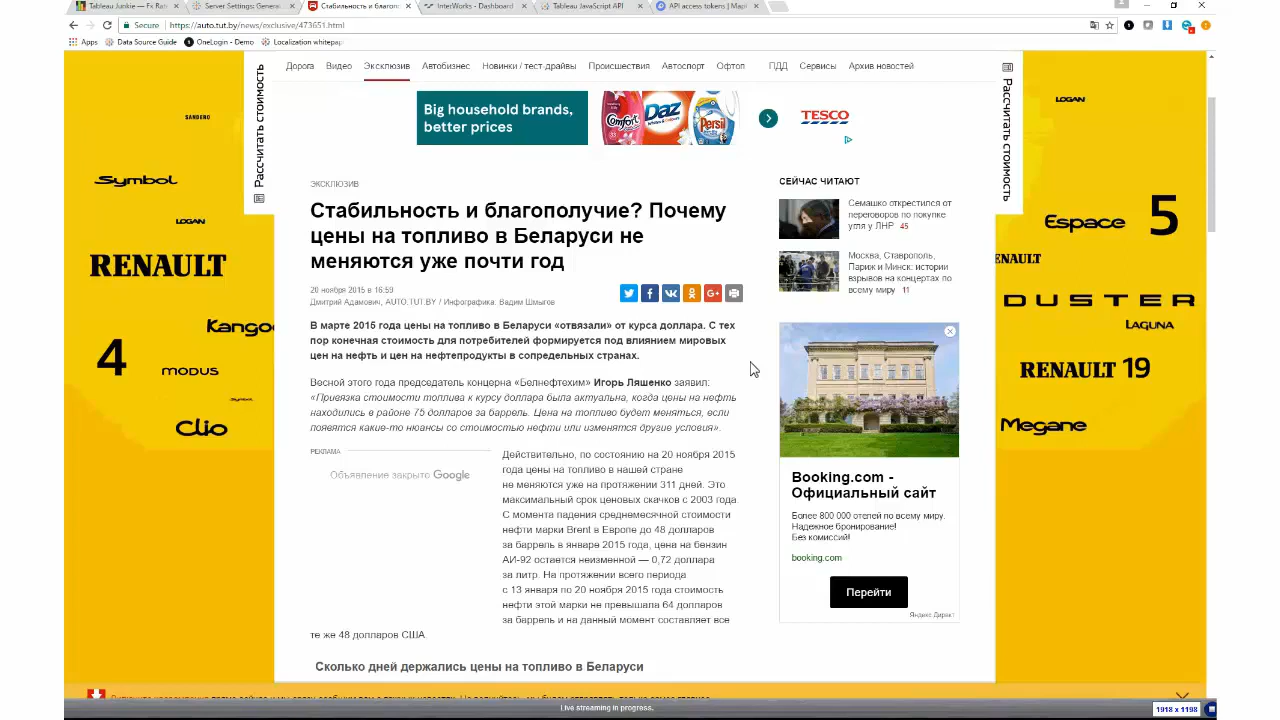 Tableau Junkie — Fx Rat
Server Settings: Genera
Стабильность и благоп
InterWorks - Dashboard
Tableau JavaScript API
API access tokens | Map
Secure
https://auto.tut.by/news/exclusive/473651.html
Apps
Data Source Guide
OneLogin - Demo
Localization whitepap
Дорога
Видео
Эксклюзив
Автобизнес
Новинки / тест-драйвы
Происшествия
Автоспорт
Офтоп
ПДД
Сервисы
Архив новостей
Рассчитать стоимость
Рассчитать стоимость
Big household brands,
better prices
Comfort
Daz
Persil
TESCO
SANDERO
Symbol
LOGAN
RENAULT
Kangoo
4
MODUS
Symbol
Clio
LOGAN
Espace 5
RENAULT
DUSTER
LAGUNA
RENAULT 19
Megane
ЭКСКЛЮЗИВ
Стабильность и благополучие? Почему
цены на топливо в Беларуси не
меняются уже почти год
20 ноября 2015 в 16:59
Дмитрий Адамович, AUTO.TUT.BY / Инфографика: Вадим Шмыгов
В марте 2015 года цены на топливо в Беларуси «отвязали» от курса доллара. С тех
пор конечная стоимость для потребителей формируется под влиянием мировых
цен на нефть и цен на нефтепродукты в сопредельных странах.
Весной этого года председатель концерна «Белнефтехим» Игорь Ляшенко заявил:
«Привязка стоимости топлива к курсу доллара была актуальна, когда цены на нефть
находились в районе 75 долларов за баррель. Цена на топливо будет меняться, если
появятся какие-то нюансы со стоимостью нефти или изменятся другие условия».
РЕКЛАМА
Объявление закрыто Google
Действительно, по состоянию на 20 ноября 2015
года цены на топливо в нашей стране
не меняются уже на протяжении 311 дней. Это
максимальный срок ценовых скачков с 2003 года.
С момента падения среднемесячной стоимости
нефти марки Brent в Европе до 48 долларов
за баррель в январе 2015 года, цена на бензин
АИ-92 остается неизменной — 0,72 доллара
за литр. На протяжении всего периода
с 13 января по 20 ноября 2015 года стоимость
нефти этой марки не превышала 64 долларов
за баррель и на данный момент составляет все
те же 48 долларов США.
Сколько дней держались цены на топливо в Беларуси
СЕЙЧАС ЧИТАЮТ
Семашко открестился от
переговоров по покупке
угля у ЛНР 45
Москва, Ставрополь,
Париж и Минск: истории
взрывов на концертах по
всему миру 11
Booking.com -
Официальный сайт
Более 800 000 отелей по всему миру.
Надежное бронирование!
Без комиссий!
booking.com
Перейти
Яндекс Директ
Live streaming in progress.
1918 x 1198